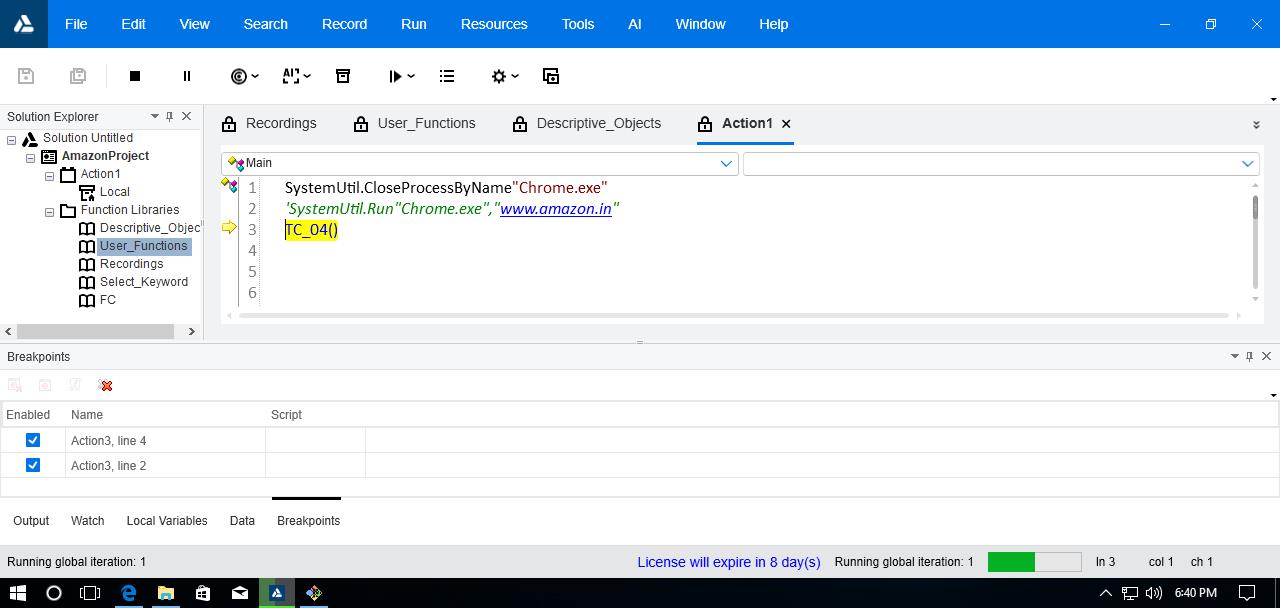 File Edit View Search Record Run Resources Tools AI Window Help
Solution Explorer
Solution Untitled
AmazonProject
Action1
Local
Function Libraries
Descriptive_Objec
User_Functions
Recordings
Select_Keyword
FC
Recordings User_Functions Descriptive_Objects Action1
Main
1 SystemUtil.CloseProcessByName"Chrome.exe"
2 'SystemUtil.Run"Chrome.exe","www.amazon.in"
3 TC_04()
4
5
6
Breakpoints
Enabled Name Script
Action3, line 4
Action3, line 2
Output Watch Local Variables Data Breakpoints
Running global iteration: 1 License will expire in 8 day(s) Running global iteration: 1 ln 3 col 1 ch 1
6:40 PM